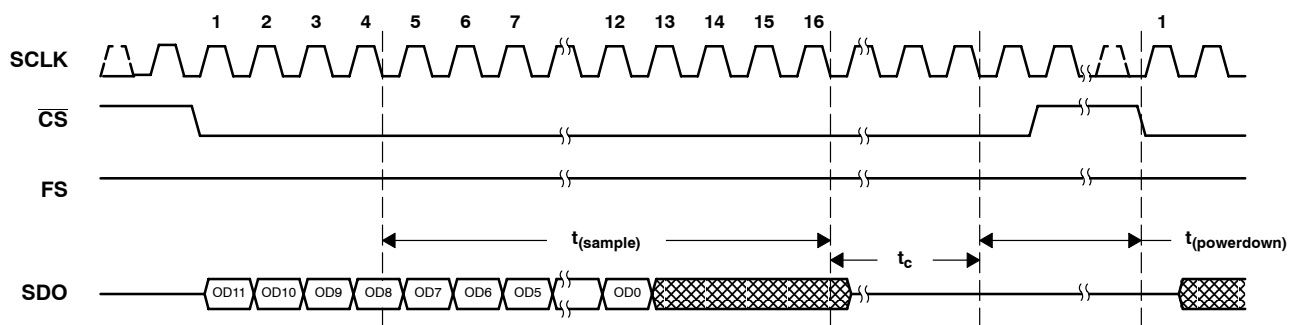 1 2 3 4 5 6 7 12 13 14 15 16 1
SCLK
CS
FS
t(sample)
t(powerdown)
tc
SDO
OD11 OD10 OD9 OD8 OD7 OD6 OD5 OD0